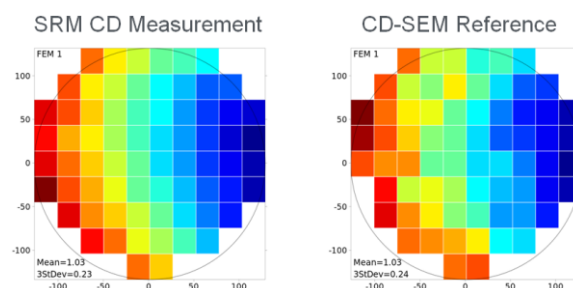 SRM CD Measurement
CD-SEM Reference
FEM 1
100
50
0
-50
-100
Mean=1.03
3StDev=0.23
-100 -50 0 50 100
FEM 1
100
50
0
-50
-100
Mean=1.03
3StDev=0.24
-100 -50 0 50 100